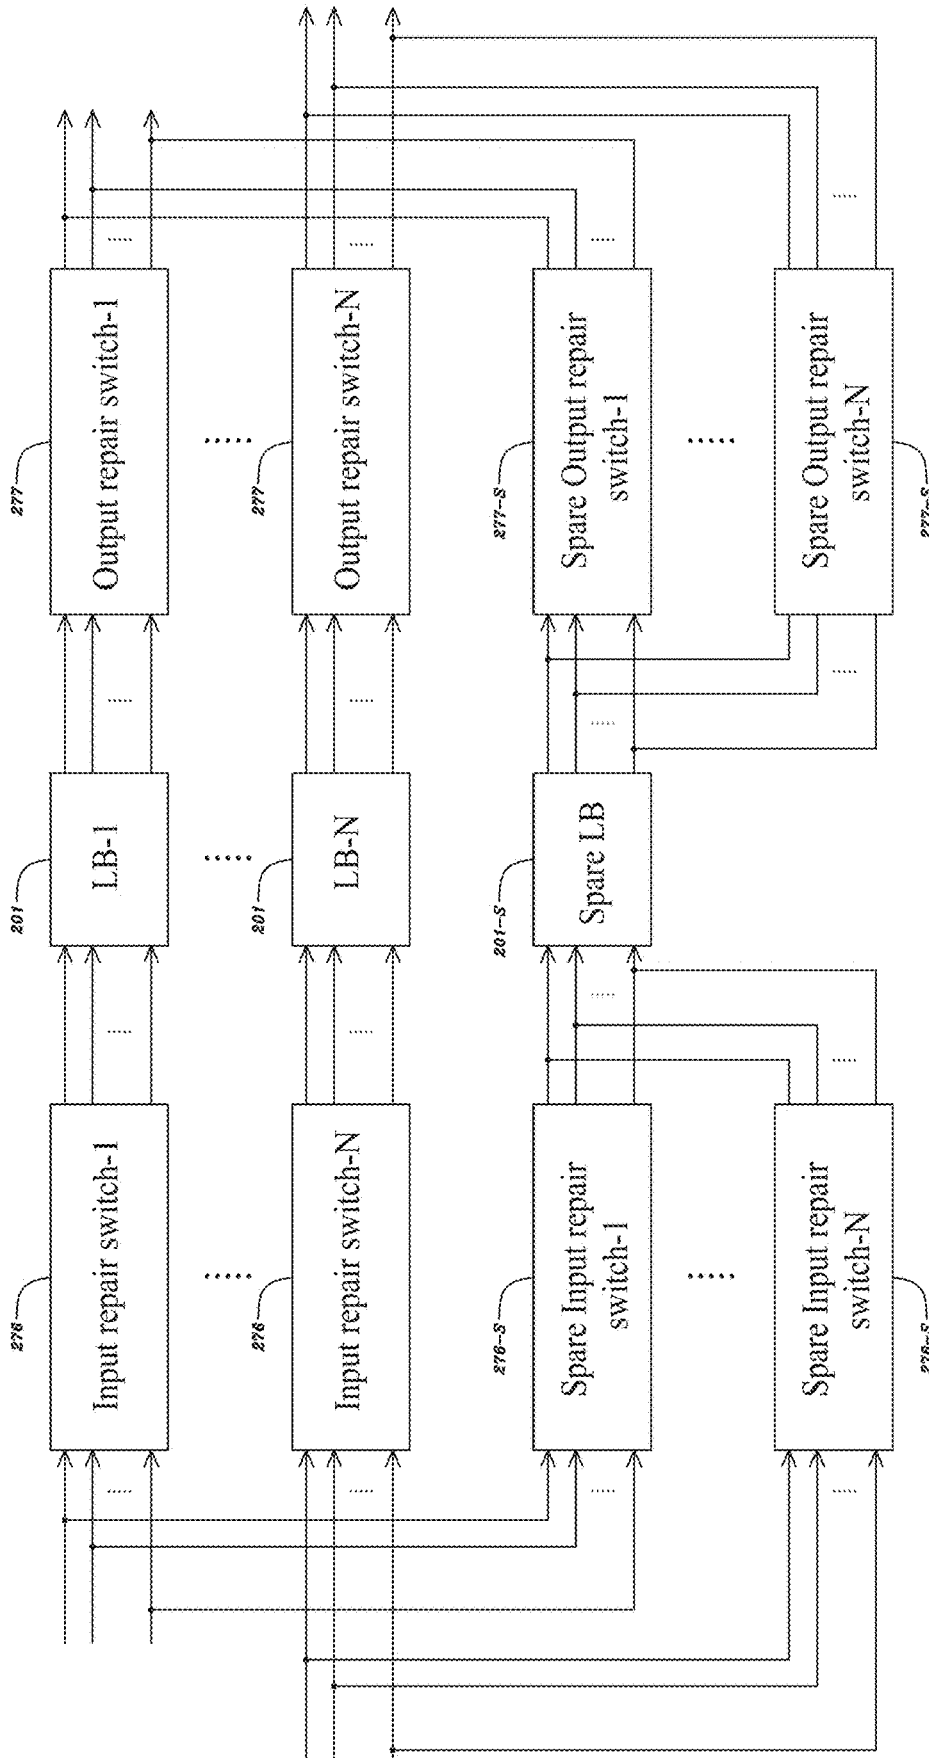 276
Input repair switch-1
201
LB-1
277
Output repair switch-1
276
Input repair switch-N
201
LB-N
277
Output repair switch-N
276-S
Spare Input repair
switch-1
201-S
Spare LB
277-S
Spare Output repair
switch-1
Spare Input repair
switch-N
276-S
Spare Output repair
switch-N
277-S